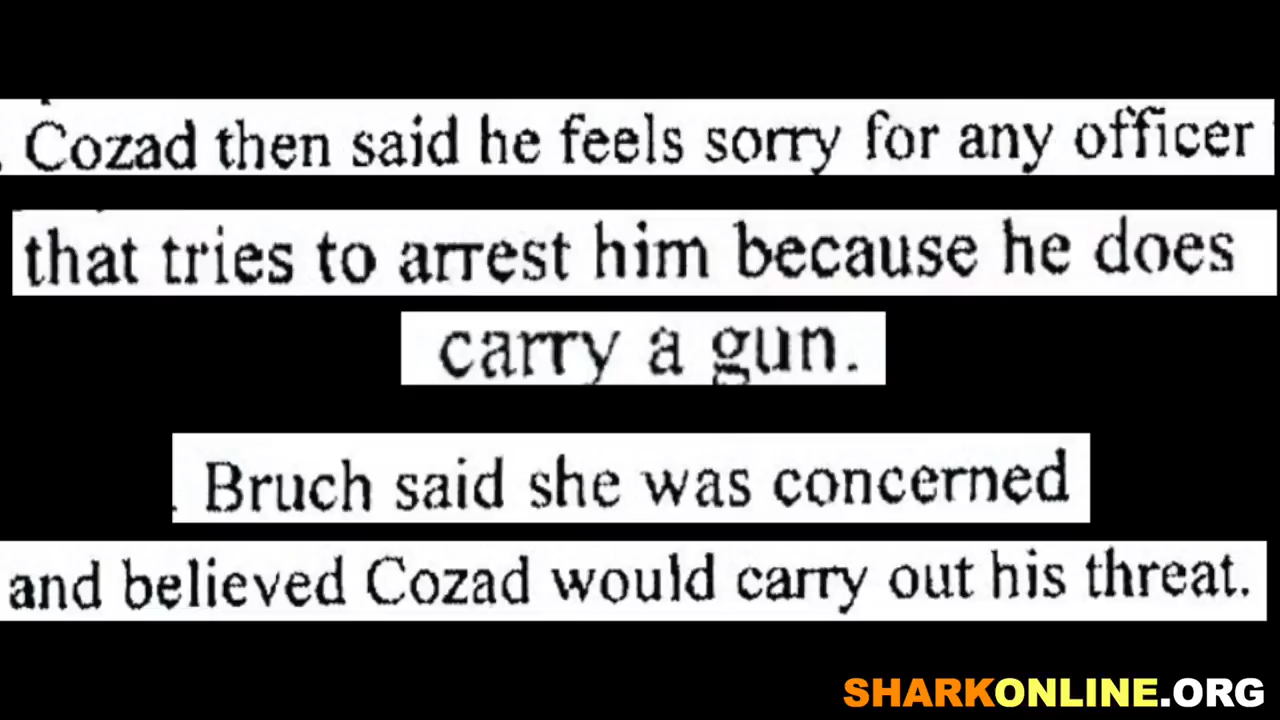 Cozad then said he feels sorry for any officer
that tries to arrest him because he does
carry a gun.
Bruch said she was concerned
and believed Cozad would carry out his threat.
SHARKONLINE.ORG